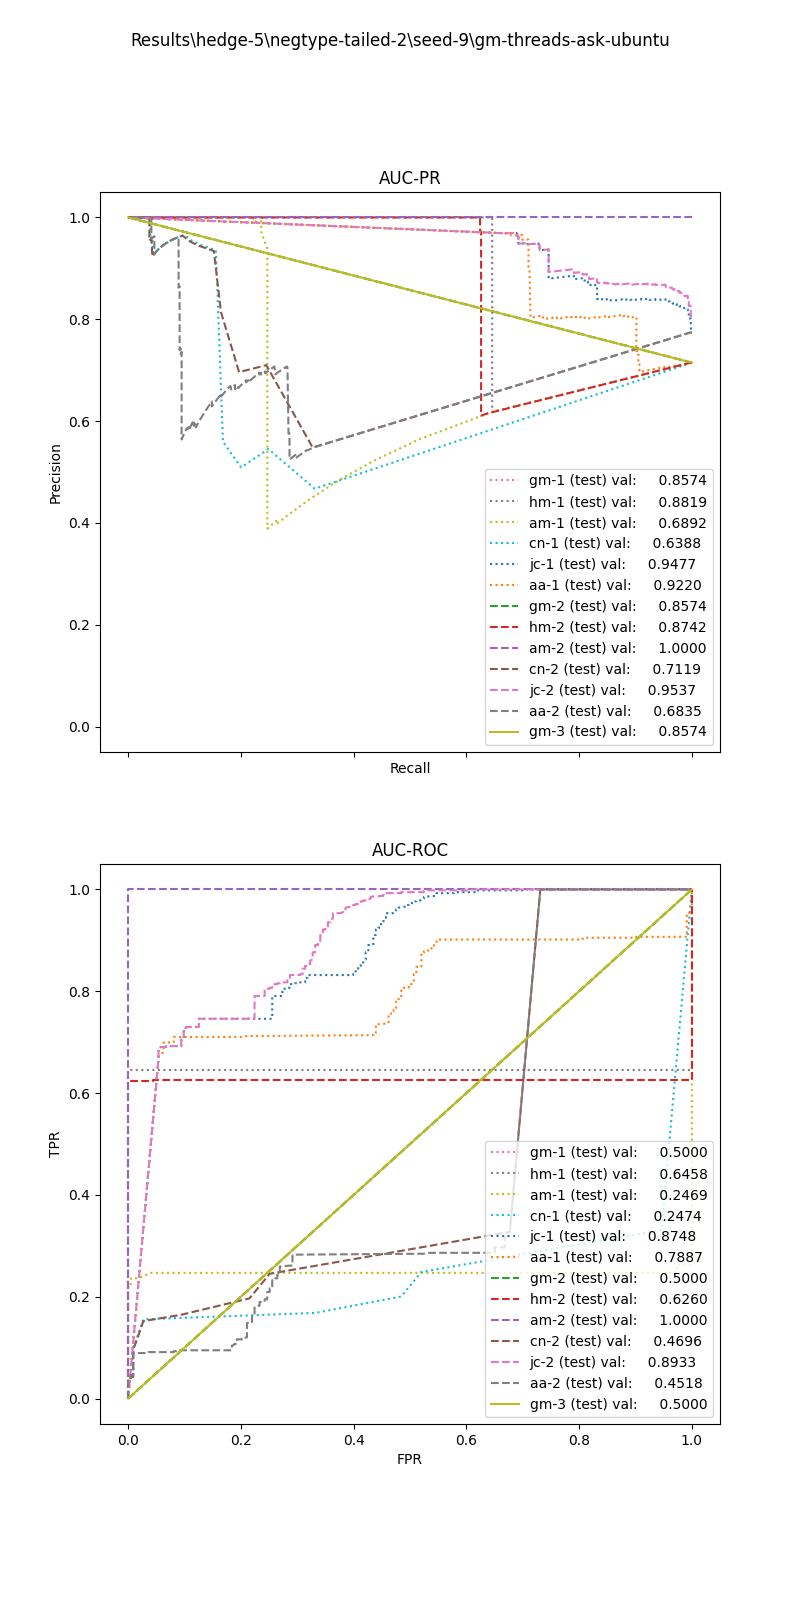 Results\hedge-5\negtype-tailed-2\seed-9\gm-threads-ask-ubuntu
AUC-PR
1.0
0.8
0.6
0.4
0.2
0.0
Precision
Recall
gm-1 (test) val: 0.8574
hm-1 (test) val: 0.8819
am-1 (test) val: 0.6892
cn-1 (test) val: 0.6388
jc-1 (test) val: 0.9477
aa-1 (test) val: 0.9220
gm-2 (test) val: 0.8574
hm-2 (test) val: 0.8742
am-2 (test) val: 1.0000
cn-2 (test) val: 0.7119
jc-2 (test) val: 0.9537
aa-2 (test) val: 0.6835
gm-3 (test) val: 0.8574
AUC-ROC
1.0
0.8
0.6
0.4
0.2
0.0
TPR
gm-1 (test) val: 0.5000
hm-1 (test) val: 0.6458
am-1 (test) val: 0.2469
cn-1 (test) val: 0.2474
jc-1 (test) val: 0.8748
aa-1 (test) val: 0.7887
gm-2 (test) val: 0.5000
hm-2 (test) val: 0.6260
am-2 (test) val: 1.0000
cn-2 (test) val: 0.4696
jc-2 (test) val: 0.8933
aa-2 (test) val: 0.4518
gm-3 (test) val: 0.5000
0.0 0.2 0.4 0.6 0.8 1.0
FPR